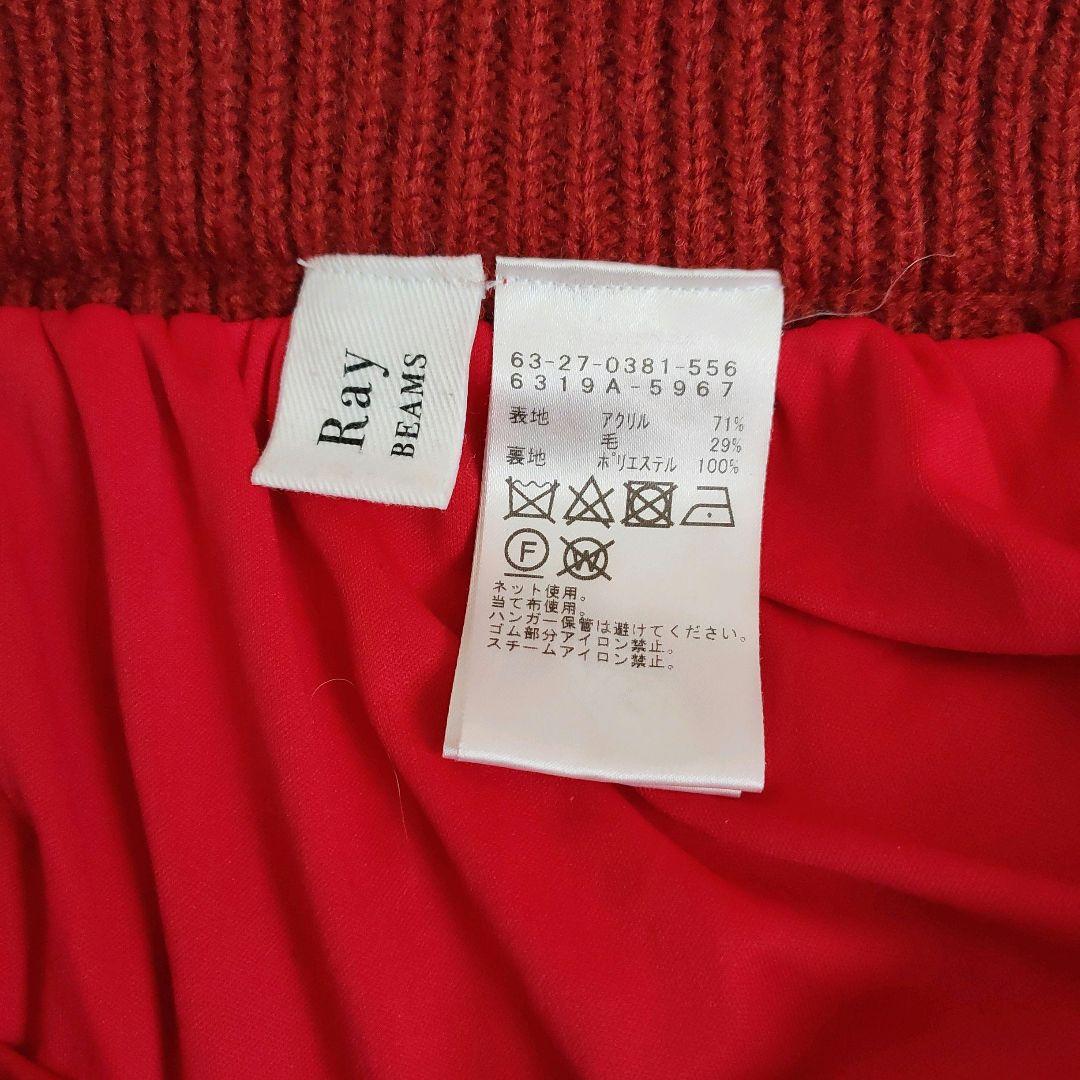 Ray
BEAMS
63-27-0381-556
6319A-5967
表地 アクリル 71%
毛 29%
裏地 ポリエステル 100%
F W
ネット使用。
当て布使用。
ハンガー保管は避けてください。
ゴム部分アイロン禁止。
スチームアイロン禁止。